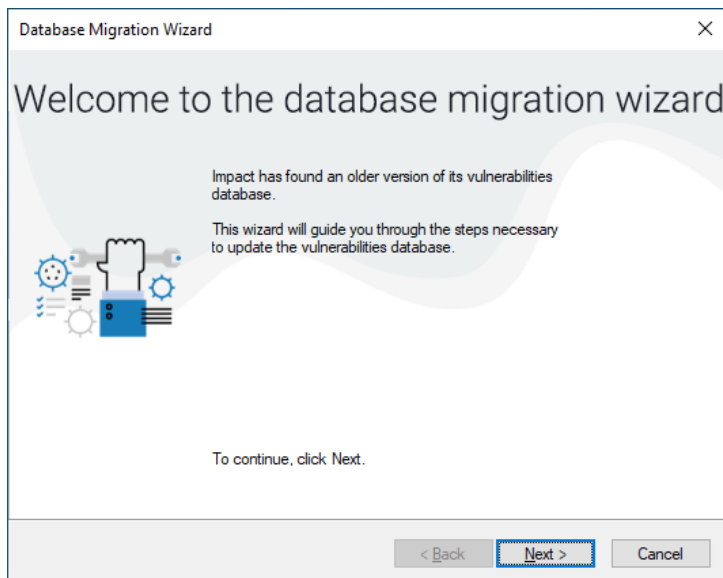 Database Migration Wizard
Welcome to the database migration wizard
Impact has found an older version of its vulnerabilities
database.
This wizard will guide you through the steps necessary
to update the vulnerabilities database.
To continue, click Next.
< Back
Next >
Cancel